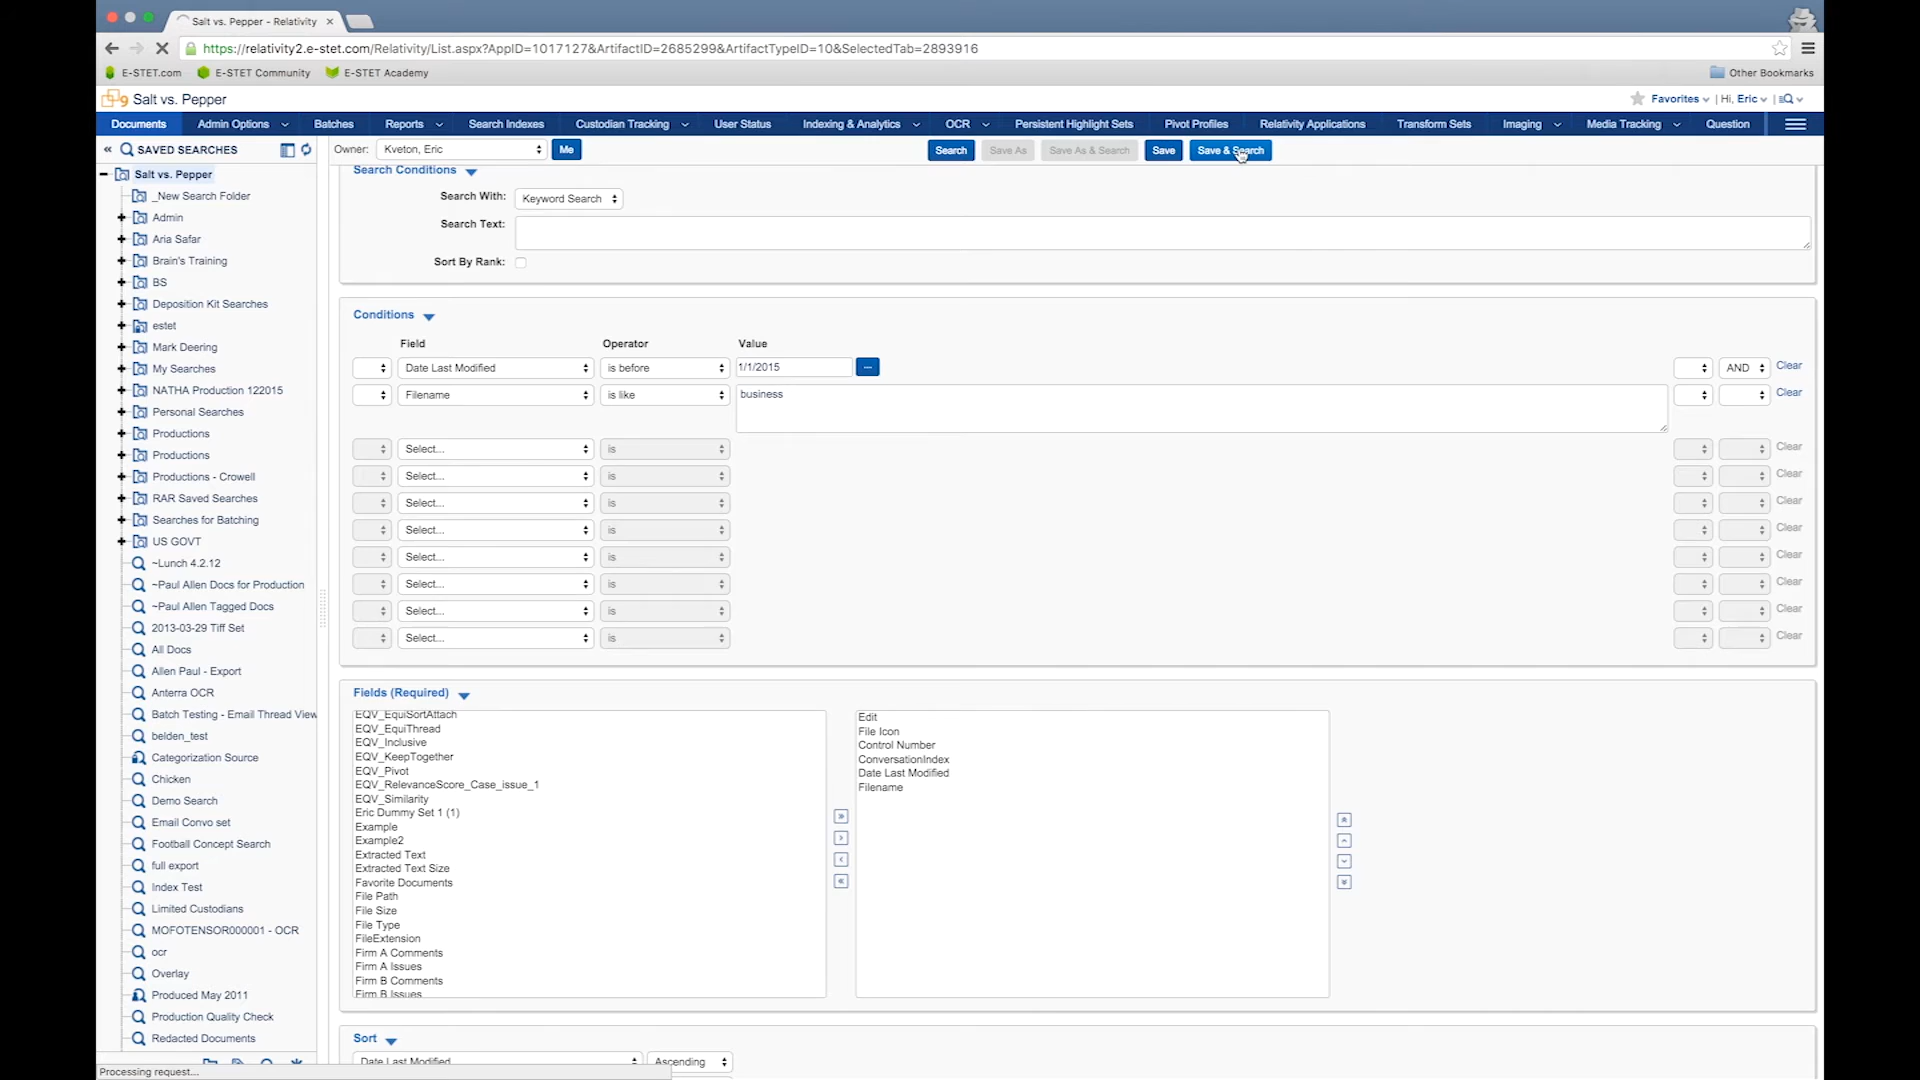 Salt vs. Pepper - Relativity ×
https://relativity2.e-stet.com/Relativity/List.aspx?AppID=1017127&ArtifactID=2685299&ArtifactTypeID=10&SelectedTab=2893916
E-STET.com E-STET Community E-STET Academy Other Bookmarks
9 Salt vs. Pepper Favorites | Hi, Eric
Documents Admin Options Batches Reports Search Indexes Custodian Tracking User Status Indexing & Analytics OCR Persistent Highlight Sets Pivot Profiles Relativity Applications Transform Sets Imaging Media Tracking Question
SAVED SEARCHES
Salt vs. Pepper
_New Search Folder
Admin
Aria Safar
Brain's Training
BS
Deposition Kit Searches
estet
Mark Deering
My Searches
NATHA Production 122015
Personal Searches
Productions
Productions
Productions - Crowell
RAR Saved Searches
Searches for Batching
US GOVT
~Lunch 4.2.12
~Paul Allen Docs for Production
~Paul Allen Tagged Docs
2013-03-29 Tiff Set
All Docs
Allen Paul - Export
Anterra OCR
Batch Testing - Email Thread View
belden_test
Categorization Source
Chicken
Demo Search
Email Convo set
Football Concept Search
full export
Index Test
Limited Custodians
MOFOTENSOR000001 - OCR
ocr
Overlay
Produced May 2011
Production Quality Check
Redacted Documents
Processing request...
Owner: Kveton, Eric Me Search Save As Save As & Search Save Save & Search
Search Conditions
Search With: Keyword Search
Search Text:
Sort By Rank:
Conditions
Field Operator Value
Date Last Modified is before 1/1/2015 ... AND Clear
Filename is like business Clear
Select... is Clear
Select... is Clear
Select... is Clear
Select... is Clear
Select... is Clear
Select... is Clear
Select... is Clear
Select... is Clear
Fields (Required)
EQV_EquiSortAttach
EQV_EquiThread
EQV_Inclusive
EQV_KeepTogether
EQV_Pivot
EQV_RelevanceScore_Case_issue_1
EQV_Similarity
Eric Dummy Set 1 (1)
Example
Example2
Extracted Text
Extracted Text Size
Favorite Documents
File Path
File Size
File Type
FileExtension
Firm A Comments
Firm A Issues
Firm B Comments
Firm B Issues
Edit
File Icon
Control Number
ConversationIndex
Date Last Modified
Filename
Sort
Date Last Modified Ascending